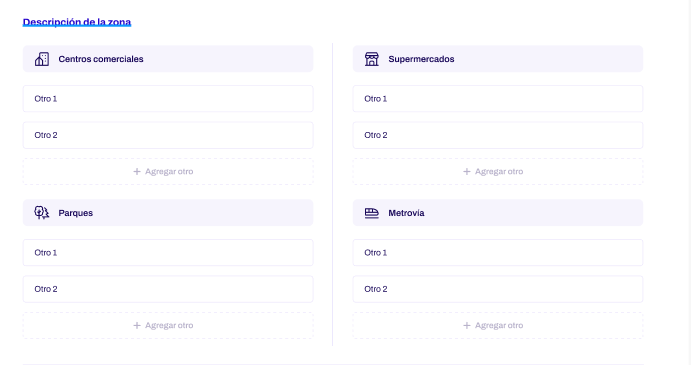 Descripción de la zona
Centros comerciales
Otro 1
Otro 2
+ Agregar otro
Supermercados
Otro 1
Otro 2
+ Agregar otro
Parques
Otro 1
Otro 2
+ Agregar otro
Metrovía
Otro 1
Otro 2
+ Agregar otro